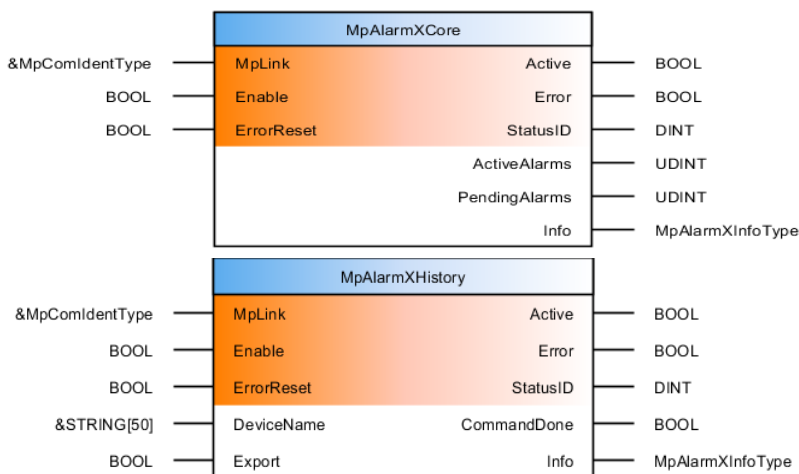 MpAlarmXCore
&MpComIdentType MpLink Active BOOL
BOOL Enable Error BOOL
BOOL ErrorReset StatusID DINT
ActiveAlarms UDINT
PendingAlarms UDINT
Info MpAlarmXInfoType
MpAlarmXHistory
&MpComIdentType MpLink Active BOOL
BOOL Enable Error BOOL
BOOL ErrorReset StatusID DINT
&STRING[50] DeviceName CommandDone BOOL
BOOL Export Info MpAlarmXInfoType